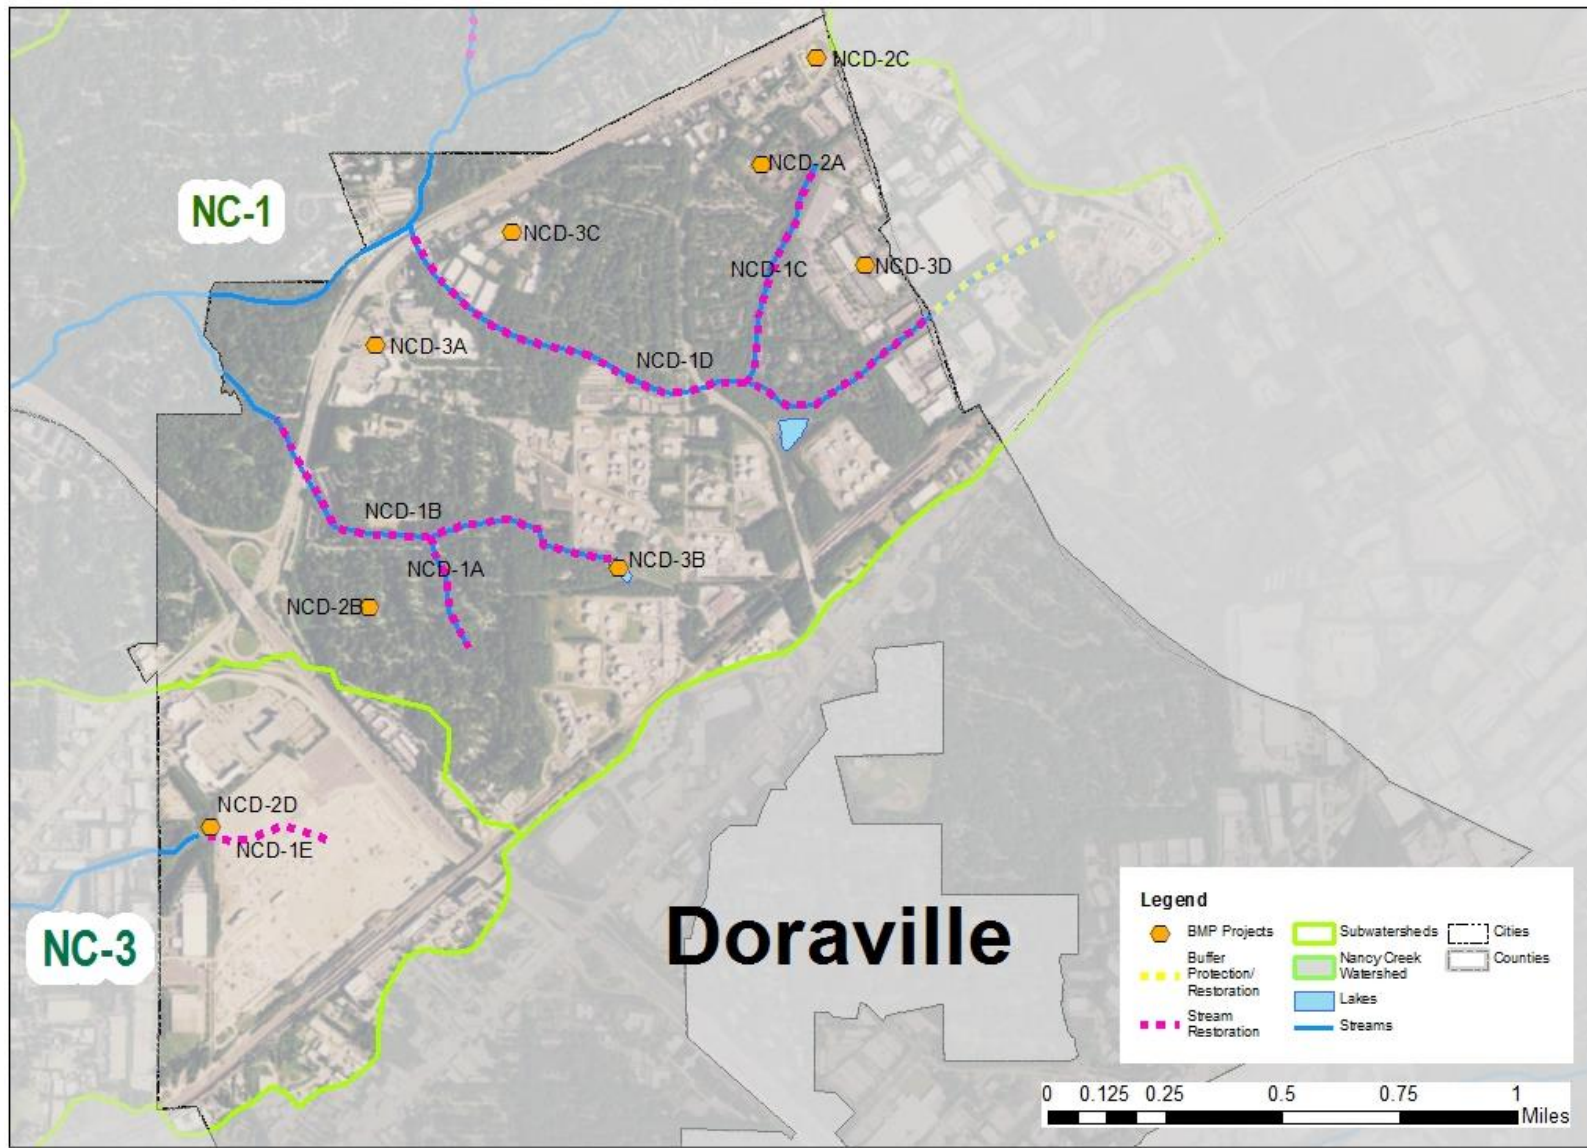 NCD-2C
NCD-2A
NC-1
NCD-3C
NCD-1C
NCD-3D
NCD-3A
NCD-1D
NCD-1B
NCD-3B
NCD-1A
NCD-2B
NCD-2D
NCD-1E
NC-3
Doraville
Legend
BMP Projects
Buffer
Protection/
Restoration
Stream
Restoration
Subwatersheds
Nancy Creek
Watershed
Lakes
Streams
Cities
Counties
0 0.125 0.25 0.5 0.75 1
Miles